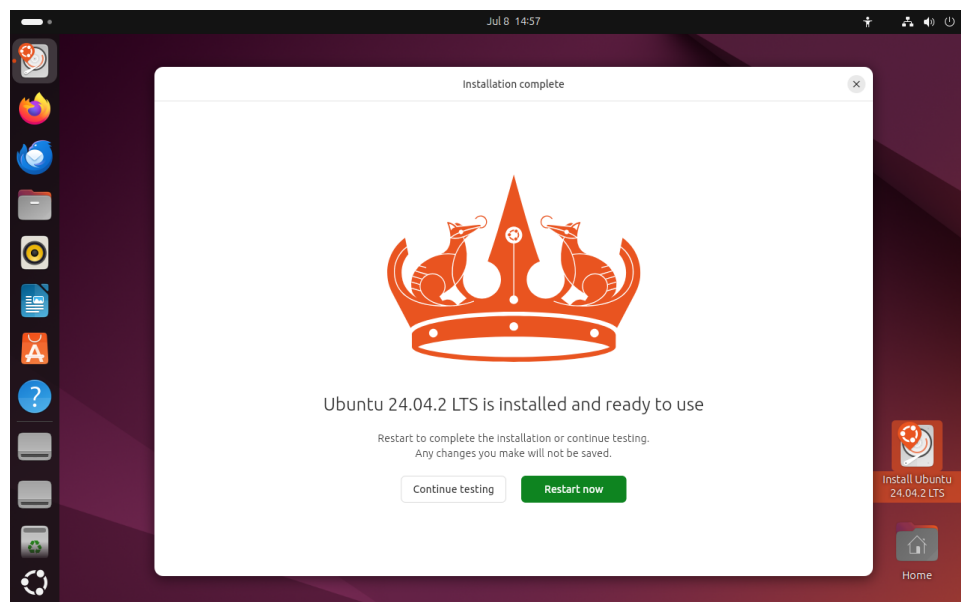 Jul 8 14:57
Installation complete
Ubuntu 24.04.2 LTS is installed and ready to use
Restart to complete the installation or continue testing.
Any changes you make will not be saved.
Continue testing
Restart now
Install Ubuntu
24.04.2 LTS
Home